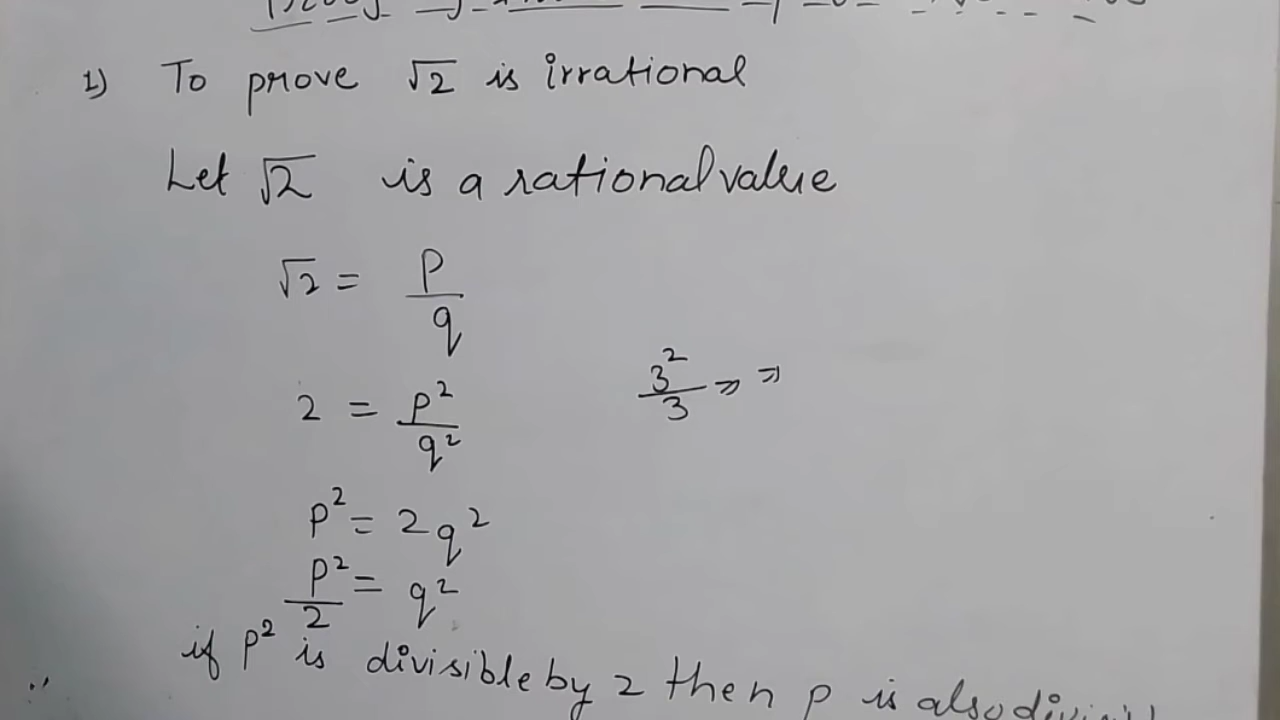 1) To prove √2 is irrational
Let √2 is a rational value
√2 = p/q
2 = p²/q²
3²/3 ⇒ ⇒
p² = 2q²
p²/2 = q²
if p² is divisible by 2 then p is also